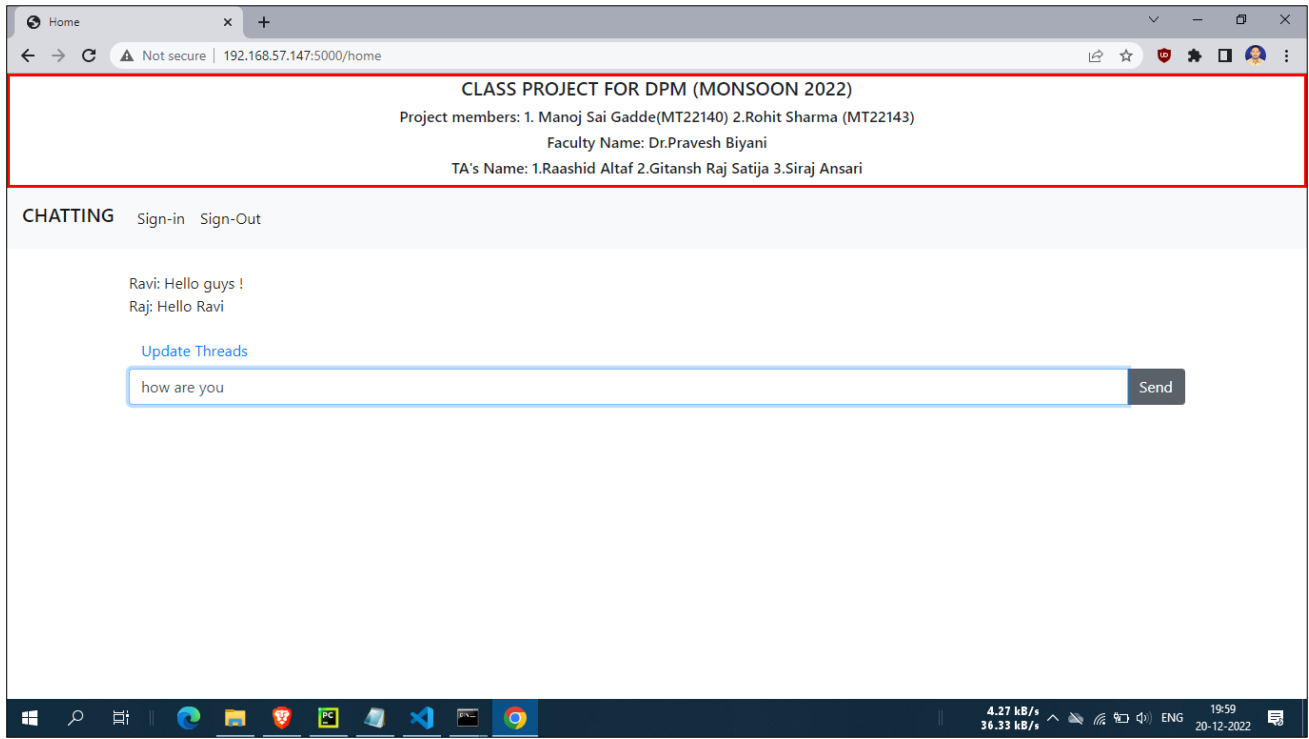 Home
Not secure | 192.168.57.147:5000/home
CLASS PROJECT FOR DPM (MONSOON 2022)
Project members: 1. Manoj Sai Gadde(MT22140) 2.Rohit Sharma (MT22143)
Faculty Name: Dr.Pravesh Biyani
TA's Name: 1.Raashid Altaf 2.Gitansh Raj Satija 3.Siraj Ansari
CHATTING Sign-in Sign-Out
Ravi: Hello guys !
Raj: Hello Ravi
Update Threads
how are you Send
4.27 kB/s
36.33 kB/s
ENG
19:59
20-12-2022